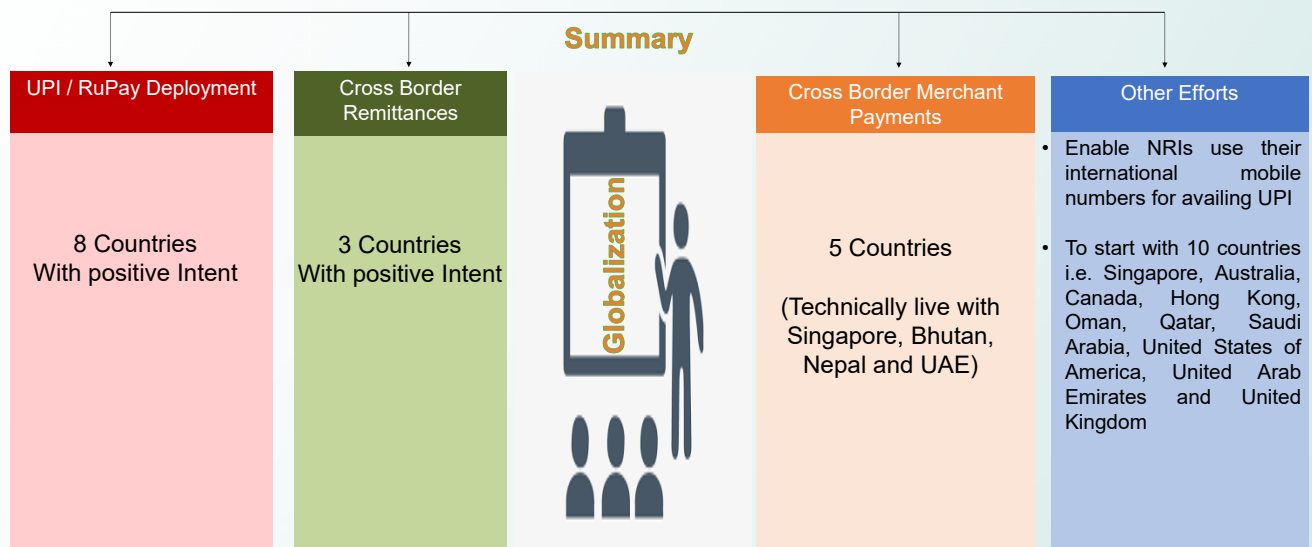 Summary
UPI / RuPay Deployment
8 Countries
With positive Intent
Cross Border
Remittances
3 Countries
With positive Intent
Globalization
Cross Border Merchant
Payments
5 Countries
(Technically live with
Singapore, Bhutan,
Nepal and UAE)
Other Efforts
• Enable NRIs use their
international mobile
numbers for availing UPI
• To start with 10 countries
i.e. Singapore, Australia,
Canada, Hong Kong,
Oman, Qatar, Saudi
Arabia, United States of
America, United Arab
Emirates and United
Kingdom